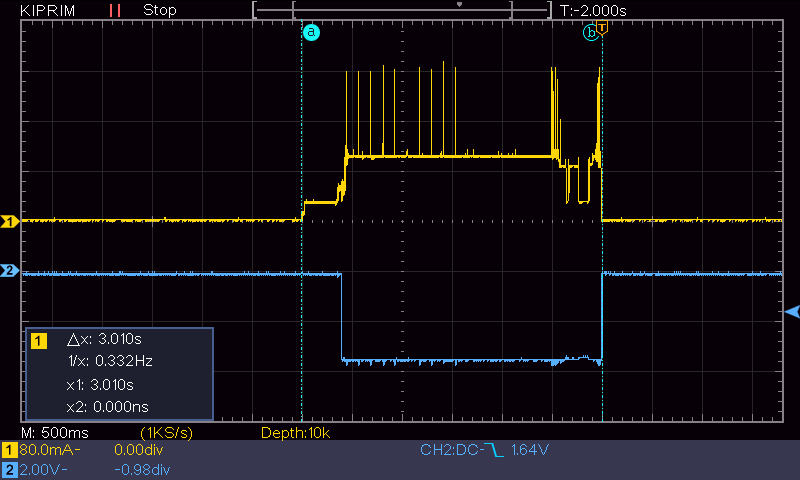 KIPRIM Stop T:-2.000s
a b T
1
2
1 △x: 3.010s
1/x: 0.332Hz
x1: 3.010s
x2: 0.000ns
M: 500ms (1KS/s) Depth:10k
1 80.0mA- 0.00div CH2:DC- 1.64V
2 2.00V- -0.98div